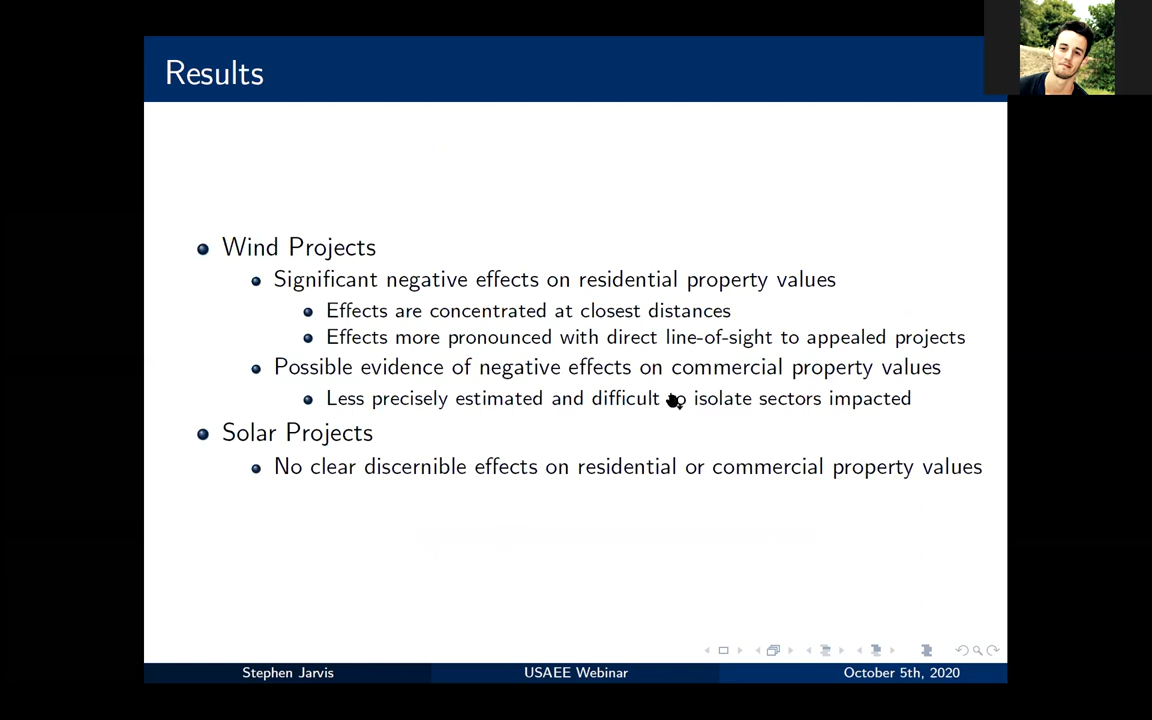 Results
Wind Projects
Significant negative effects on residential property values
Effects are concentrated at closest distances
Effects more pronounced with direct line-of-sight to appealed projects
Possible evidence of negative effects on commercial property values
Less precisely estimated and difficult to isolate sectors impacted
Solar Projects
No clear discernible effects on residential or commercial property values
Stephen Jarvis
USAEE Webinar
October 5th, 2020